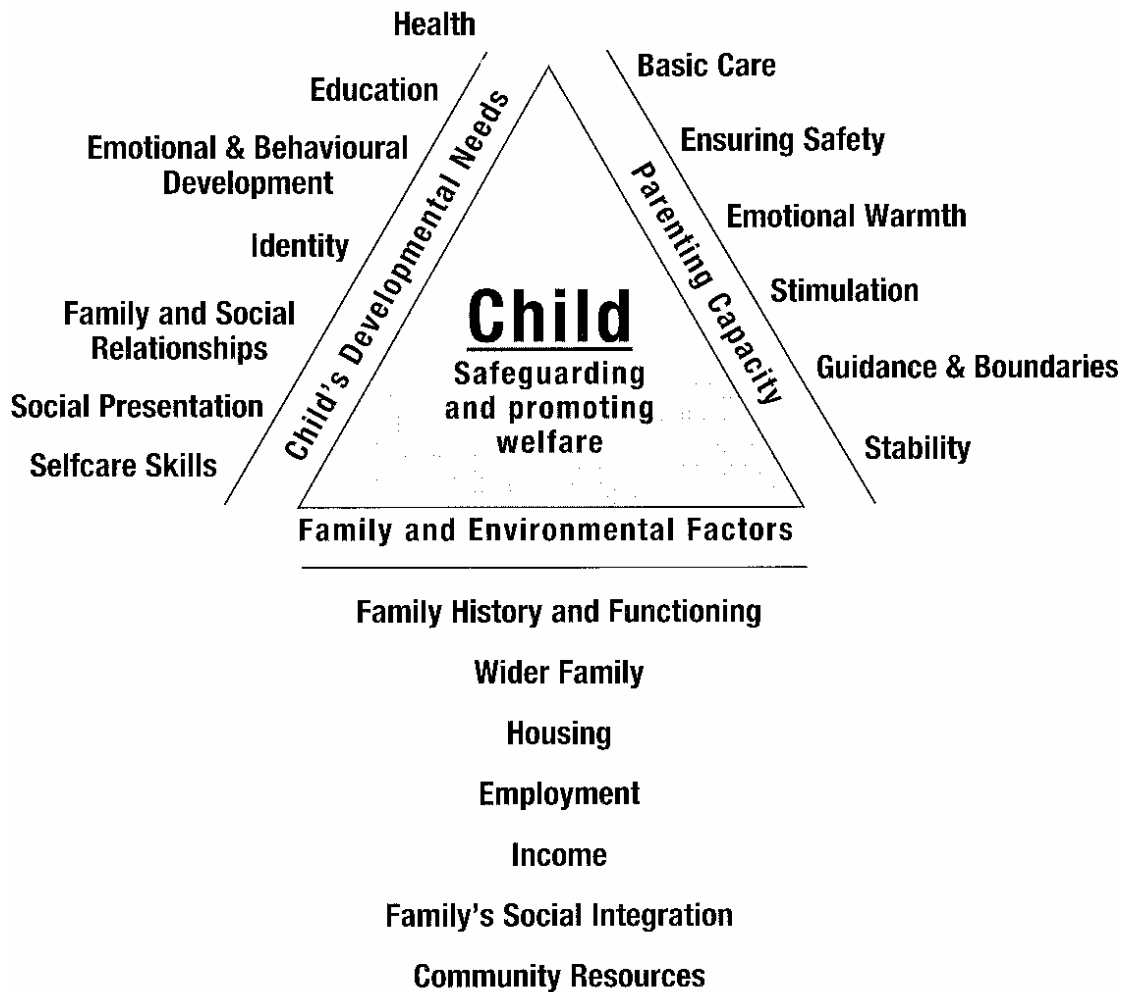 Health
Education
Emotional & Behavioural
Development
Identity
Family and Social
Relationships
Social Presentation
Selfcare Skills
Child's Developmental Needs
Child
Safeguarding
and promoting
welfare
Parenting Capacity
Basic Care
Ensuring Safety
Emotional Warmth
Stimulation
Guidance & Boundaries
Stability
Family and Environmental Factors
Family History and Functioning
Wider Family
Housing
Employment
Income
Family's Social Integration
Community Resources